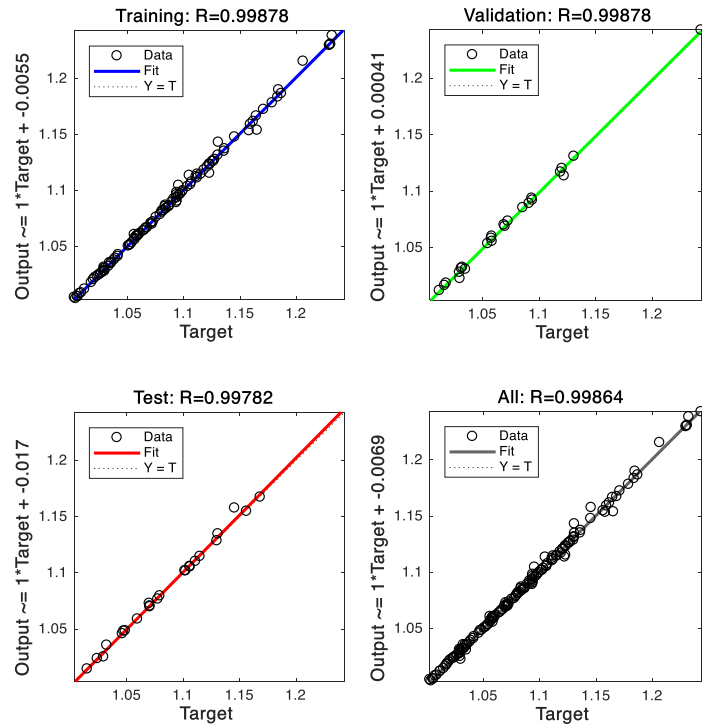 Training: R=0.99878
Output ~= 1*Target + -0.0055
Data
Fit
Y = T
1.2
1.15
1.1
1.05
1.05
1.1
1.15
1.2
Target
Validation: R=0.99878
Output ~= 1*Target + 0.00041
Data
Fit
Y = T
1.2
1.15
1.1
1.05
1.05
1.1
1.15
1.2
Target
Test: R=0.99782
Output ~= 1*Target + -0.017
Data
Fit
Y = T
1.2
1.15
1.1
1.05
1.05
1.1
1.15
1.2
Target
All: R=0.99864
Output ~= 1*Target + -0.0069
Data
Fit
Y = T
1.2
1.15
1.1
1.05
1.05
1.1
1.15
1.2
Target